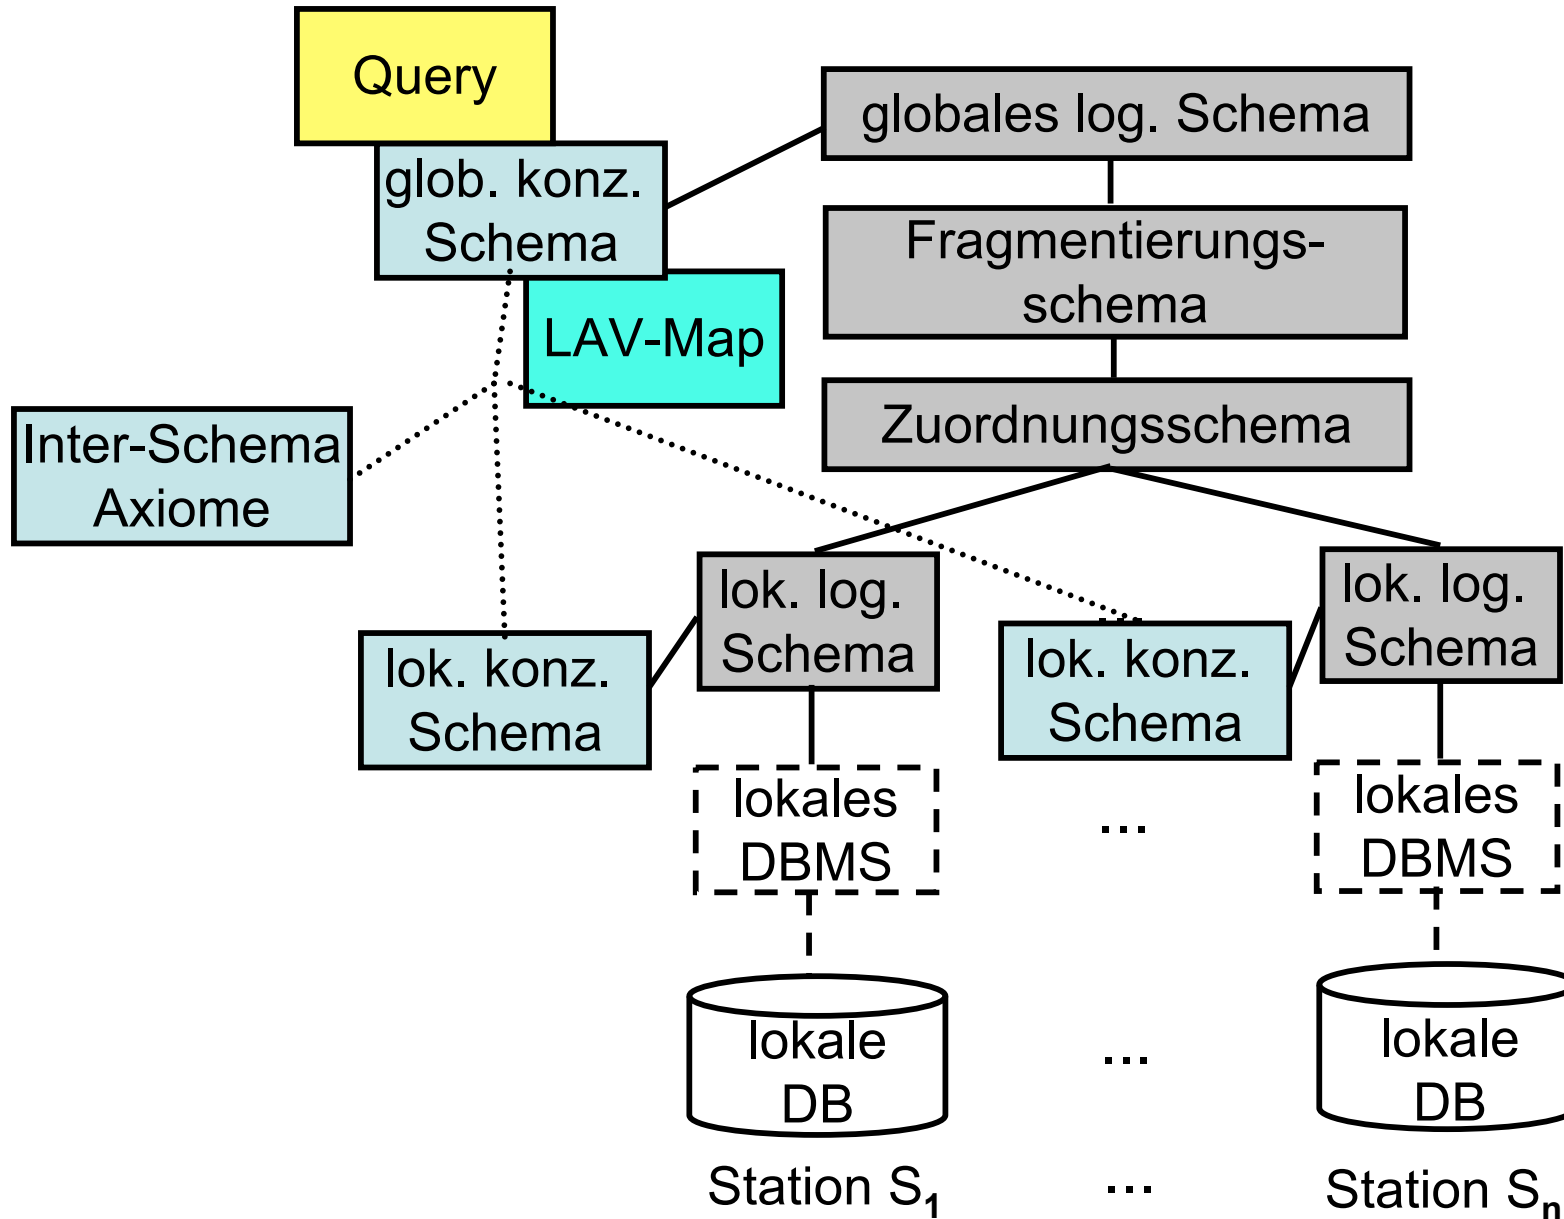 Query
globales log. Schema
glob. konz.
Schema
Fragmentierungs-
schema
LAV-Map
Zuordnungsschema
Inter-Schema
Axiome
lok. log.
Schema
lok. log.
Schema
lok. konz.
Schema
...
lok. konz.
Schema
lokales
DBMS
...
lokales
DBMS
lokale
DB
...
lokale
DB
Station S1
...
Station Sn